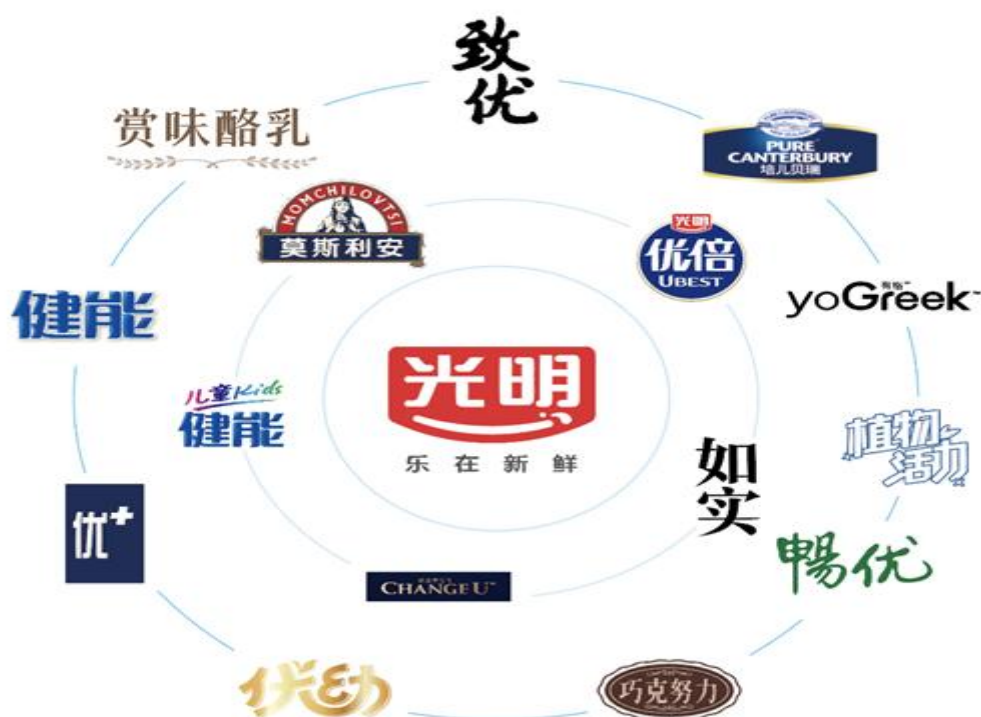 致
优
赏味酪乳
PURE
CANTERBURY
培儿贝瑞
MOMCHILOVTSI
莫斯利安
光明
优倍
UBEST
健能
yoGreek
儿童Kids
健能
光明
乐在新鲜
植物
活力
如
实
优+
畅优
CHANGE U
优幼
巧克努力